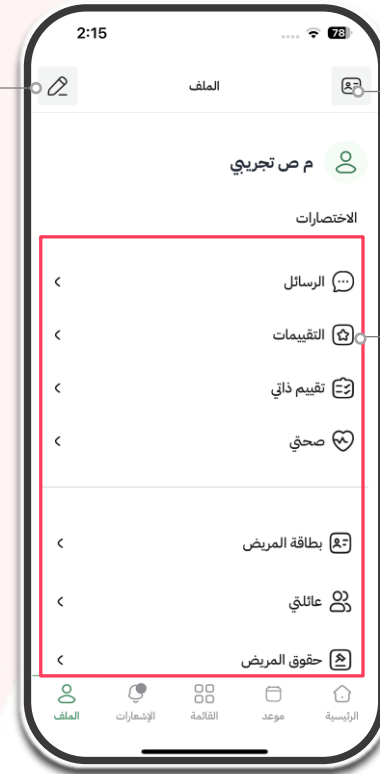 2:15
78
الملف
م ص تجريبي
الاختصارات
الرسائل
التقييمات
تقييم ذاتي
صحتي
بطاقة المريض
عائلتي
حقوق المريض
الرئيسية
موعد
القائمة
الإشعارات
الملف